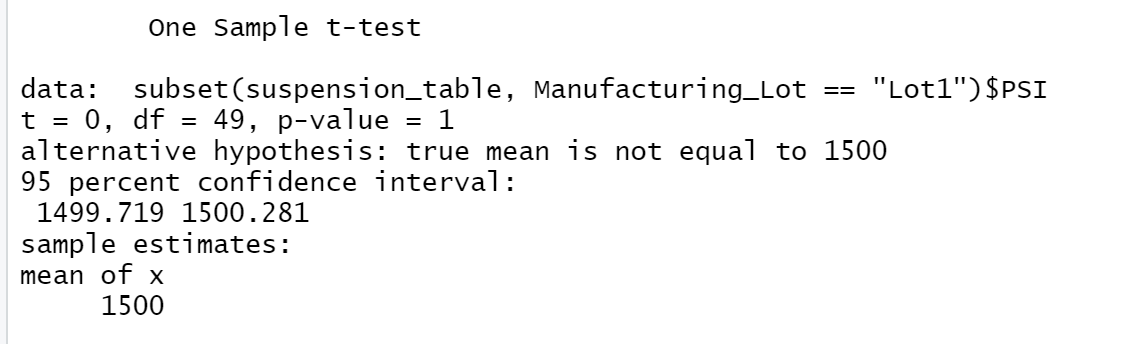 One Sample t-test
data:  subset(suspension_table, Manufacturing_Lot == "Lot1")$PSI
t = 0, df = 49, p-value = 1
alternative hypothesis: true mean is not equal to 1500
95 percent confidence interval:
 1499.719 1500.281
sample estimates:
mean of x
     1500